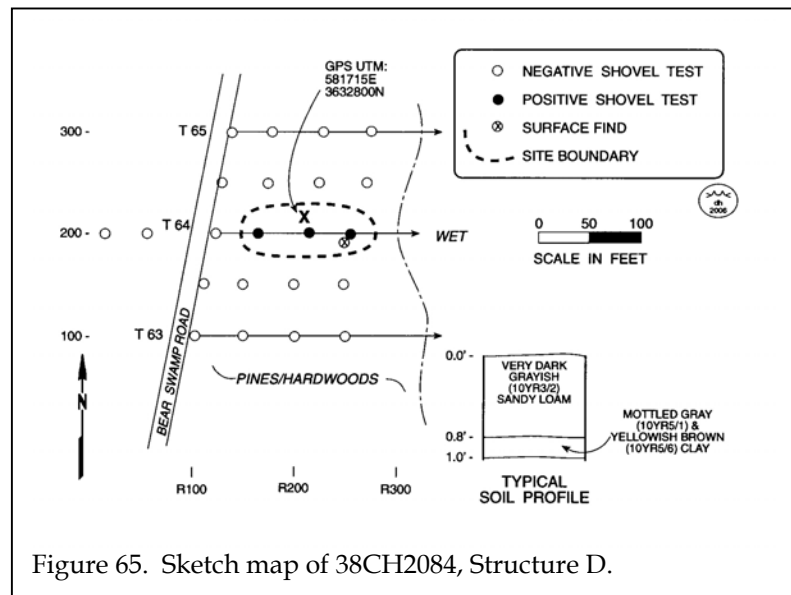 GPS UTM:
581715E
3632800N
NEGATIVE SHOVEL TEST
POSITIVE SHOVEL TEST
SURFACE FIND
SITE BOUNDARY
dh
2006
300 -
T 65
T 64
200 -
X
WET
0 50 100
SCALE IN FEET
T 63
100 -
BEAR SWAMP ROAD
PINES/HARDWOODS
N
R100 R200 R300
0.0'-
VERY DARK
GRAYISH
(10YR3/2)
SANDY LOAM
0.8'-
1.0'-
MOTTLED GRAY
(10YR5/1) &
YELLOWISH BROWN
(10YR5/6) CLAY
TYPICAL
SOIL PROFILE
Figure 65. Sketch map of 38CH2084, Structure D.